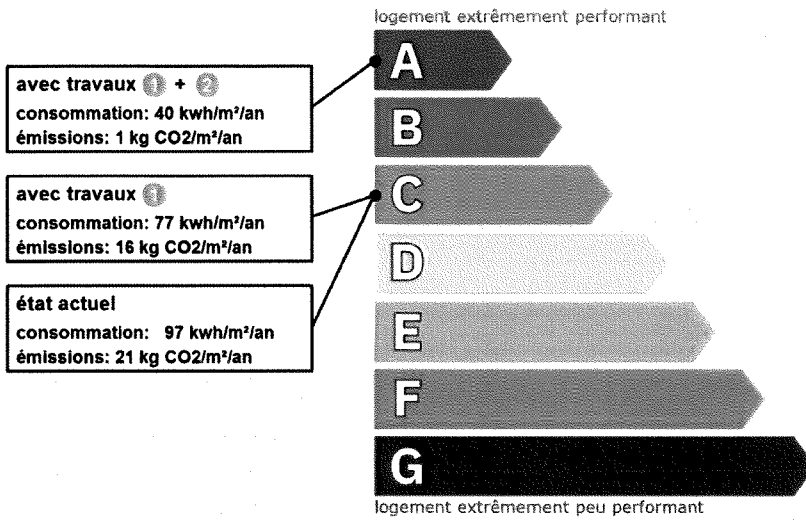 logement extrêmement performant
A
avec travaux 1 + 2
consommation: 40 kwh/m²/an
émissions: 1 kg CO2/m²/an
B
avec travaux 1
consommation: 77 kwh/m²/an
émissions: 16 kg CO2/m²/an
C
D
état actuel
consommation: 97 kwh/m²/an
émissions: 21 kg CO2/m²/an
E
F
G
logement extrêmement peu performant